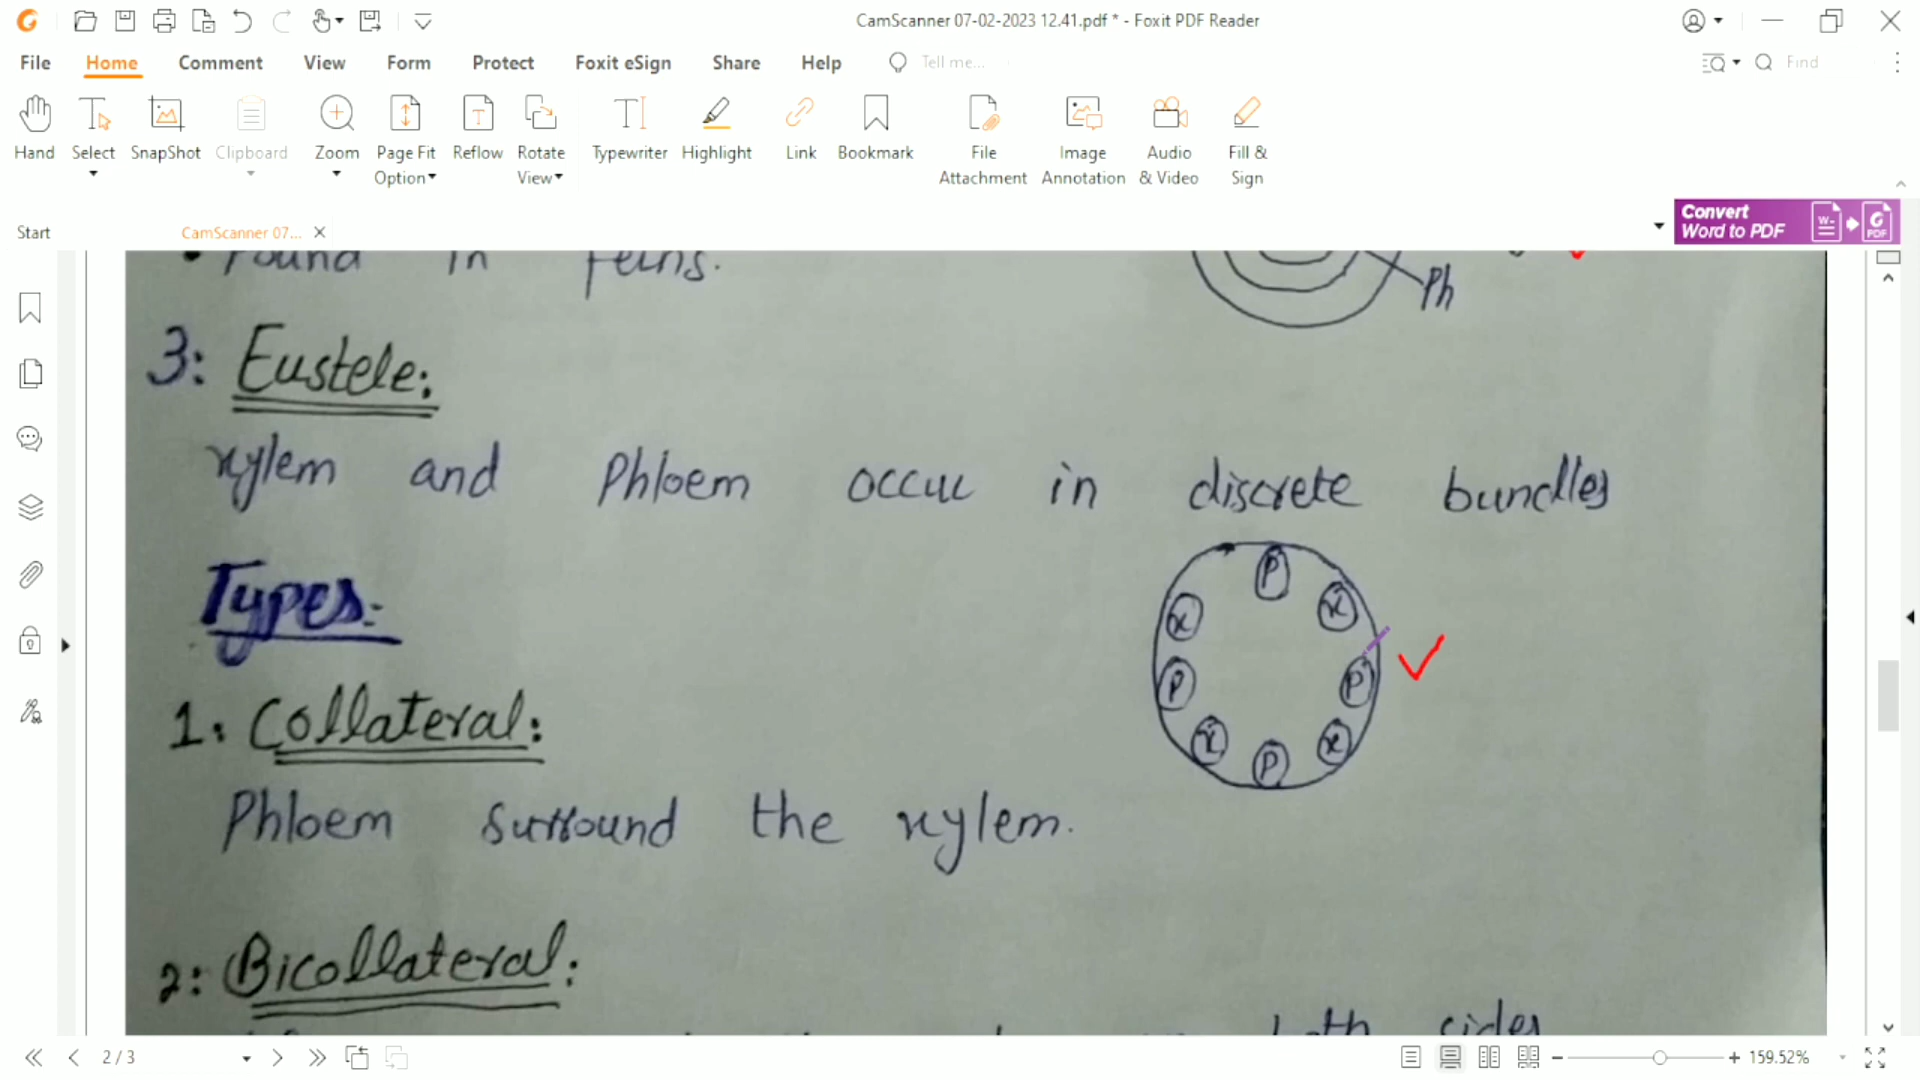 CamScanner 07-02-2023 12.41.pdf * - Foxit PDF Reader
File Home Comment View Form Protect Foxit eSign Share Help Tell me... Find
Hand Select SnapShot Clipboard Zoom Page Fit Option Reflow Rotate View Typewriter Highlight Link Bookmark File Attachment Image Annotation Audio & Video Fill & Sign
Convert
Word to PDF
Start CamScanner 07...
• Found in ferns.
Ph
3: Eustele:
xylem and Phloem occur in discrete bundles
Types:-
P
x x
P P
x x
P
1: Collateral:
Phloem surround the xylem.
2: Bicollateral:
both sides
2 / 3 159.52%